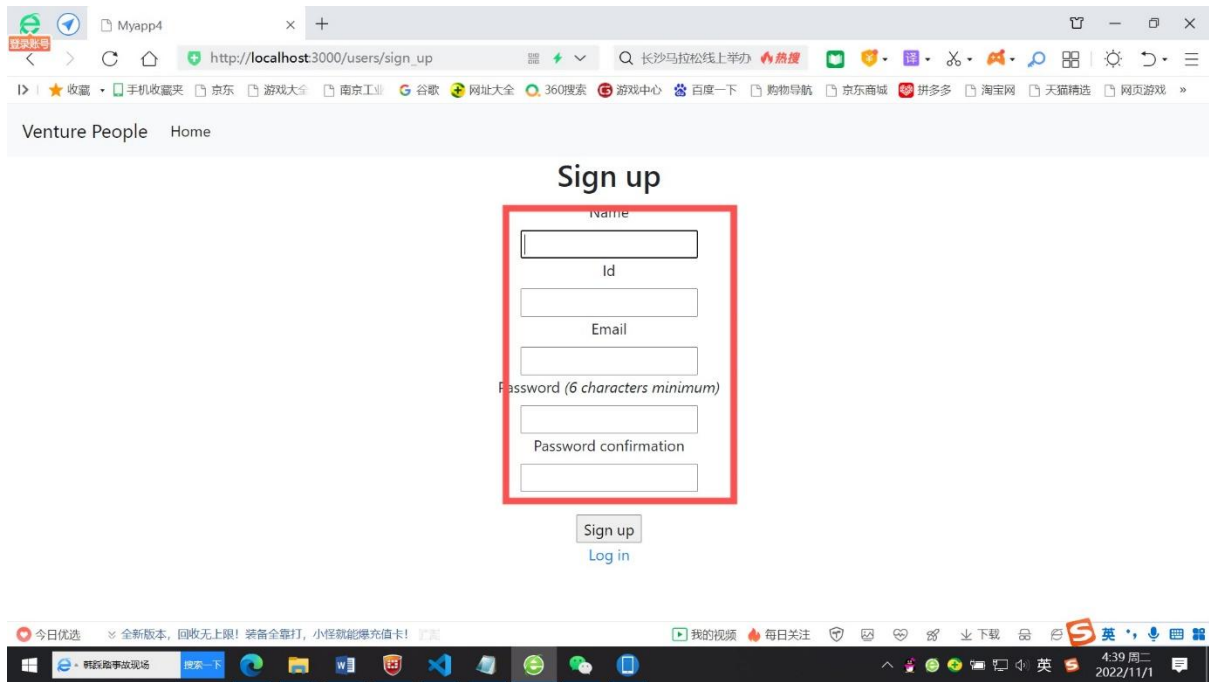 Myapp4
登录账号
http://localhost:3000/users/sign_up
长沙马拉松线上举办 热搜
译
收藏 手机收藏夹 京东 游戏大全 南京工业 谷歌 网址大全 360搜索 游戏中心 百度一下 购物导航 京东商城 拼多多 淘宝网 天猫精选 网页游戏 »
Venture People Home
Sign up
Name
Id
Email
Password (6 characters minimum)
Password confirmation
Sign up
Log in
今日优选 全新版本，回收无上限！装备全靠打，小怪就能爆充值卡！ 我的视频 每日关注 下载 英
搜索一下 英 4:39 周二
2022/11/1